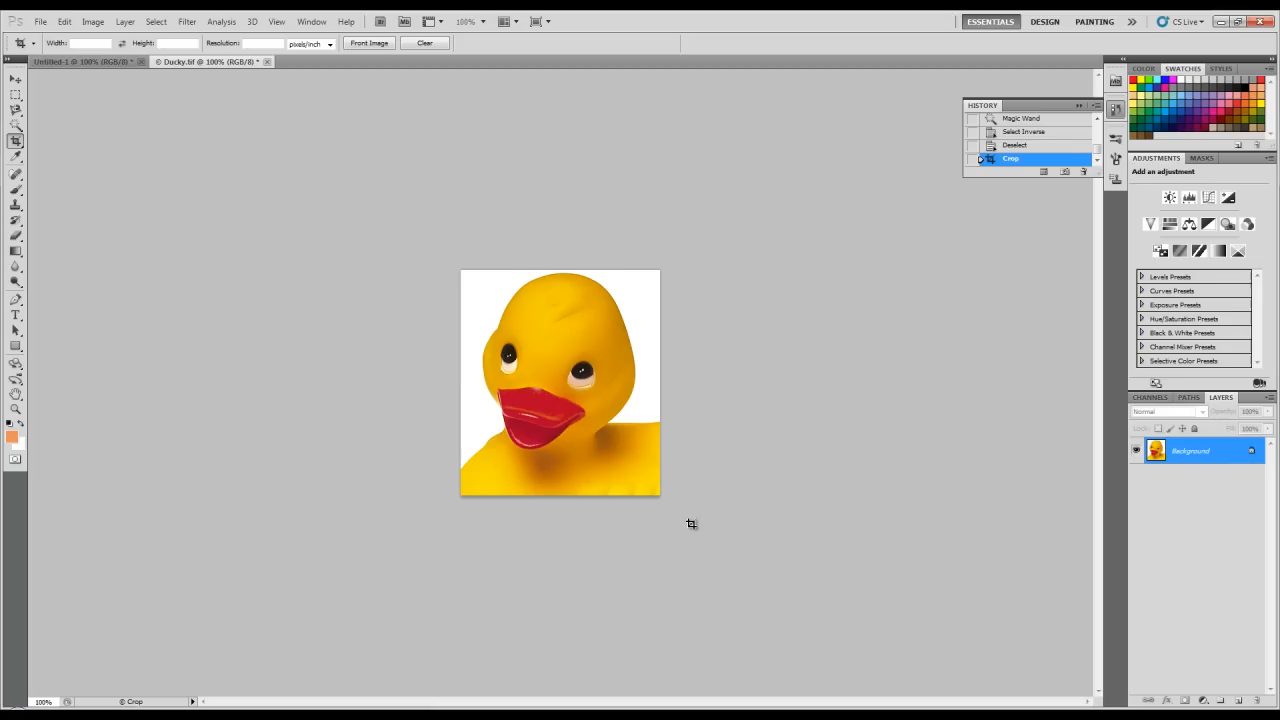 Ps File Edit Image Layer Select Filter Analysis 3D View Window Help Br Mb 100% ESSENTIALS DESIGN PAINTING CS Live
Width: Height: Resolution: pixels/inch Front Image Clear
Untitled-1 @ 100% (RGB/8) * © Ducky.tif @ 100% (RGB/8) *
COLOR SWATCHES STYLES
HISTORY
Magic Wand
Select Inverse
Deselect
Crop
ADJUSTMENTS MASKS
Add an adjustment
Levels Presets
Curves Presets
Exposure Presets
Hue/Saturation Presets
Black & White Presets
Channel Mixer Presets
Selective Color Presets
CHANNELS PATHS LAYERS
Normal Opacity: 100%
Lock: Fill: 100%
Background
100% © Crop